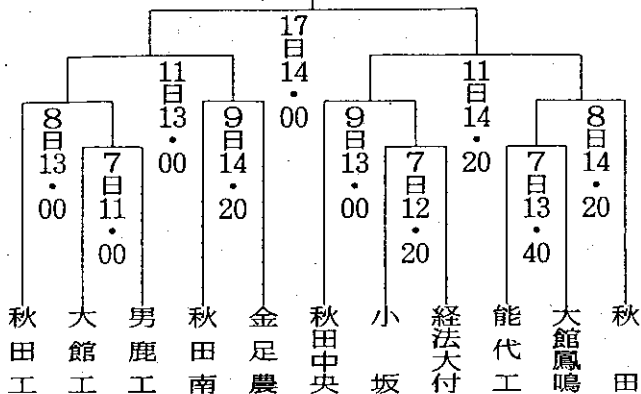 17日14・00
11日13・00
11日14・20
8日13・00
9日14・20
9日13・00
8日14・20
7日11・00
7日12・20
7日13・40
秋田工
大館工
男鹿工
秋田南
金足農
秋田中央
小坂
経法大付
能代工
大館鳳鳴
秋田